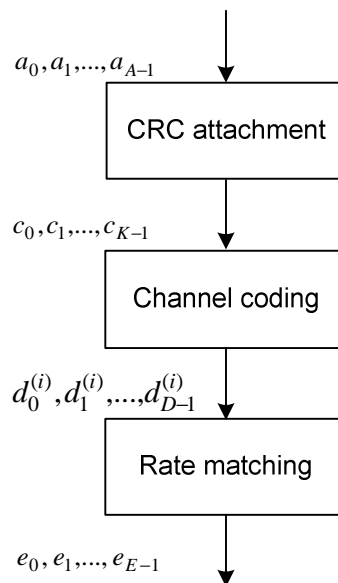 a_0, a_1, ..., a_{A-1}
CRC attachment
c_0, c_1, ..., c_{K-1}
Channel coding
d_0^{(i)}, d_1^{(i)}, ..., d_{D-1}^{(i)}
Rate matching
e_0, e_1, ..., e_{E-1}